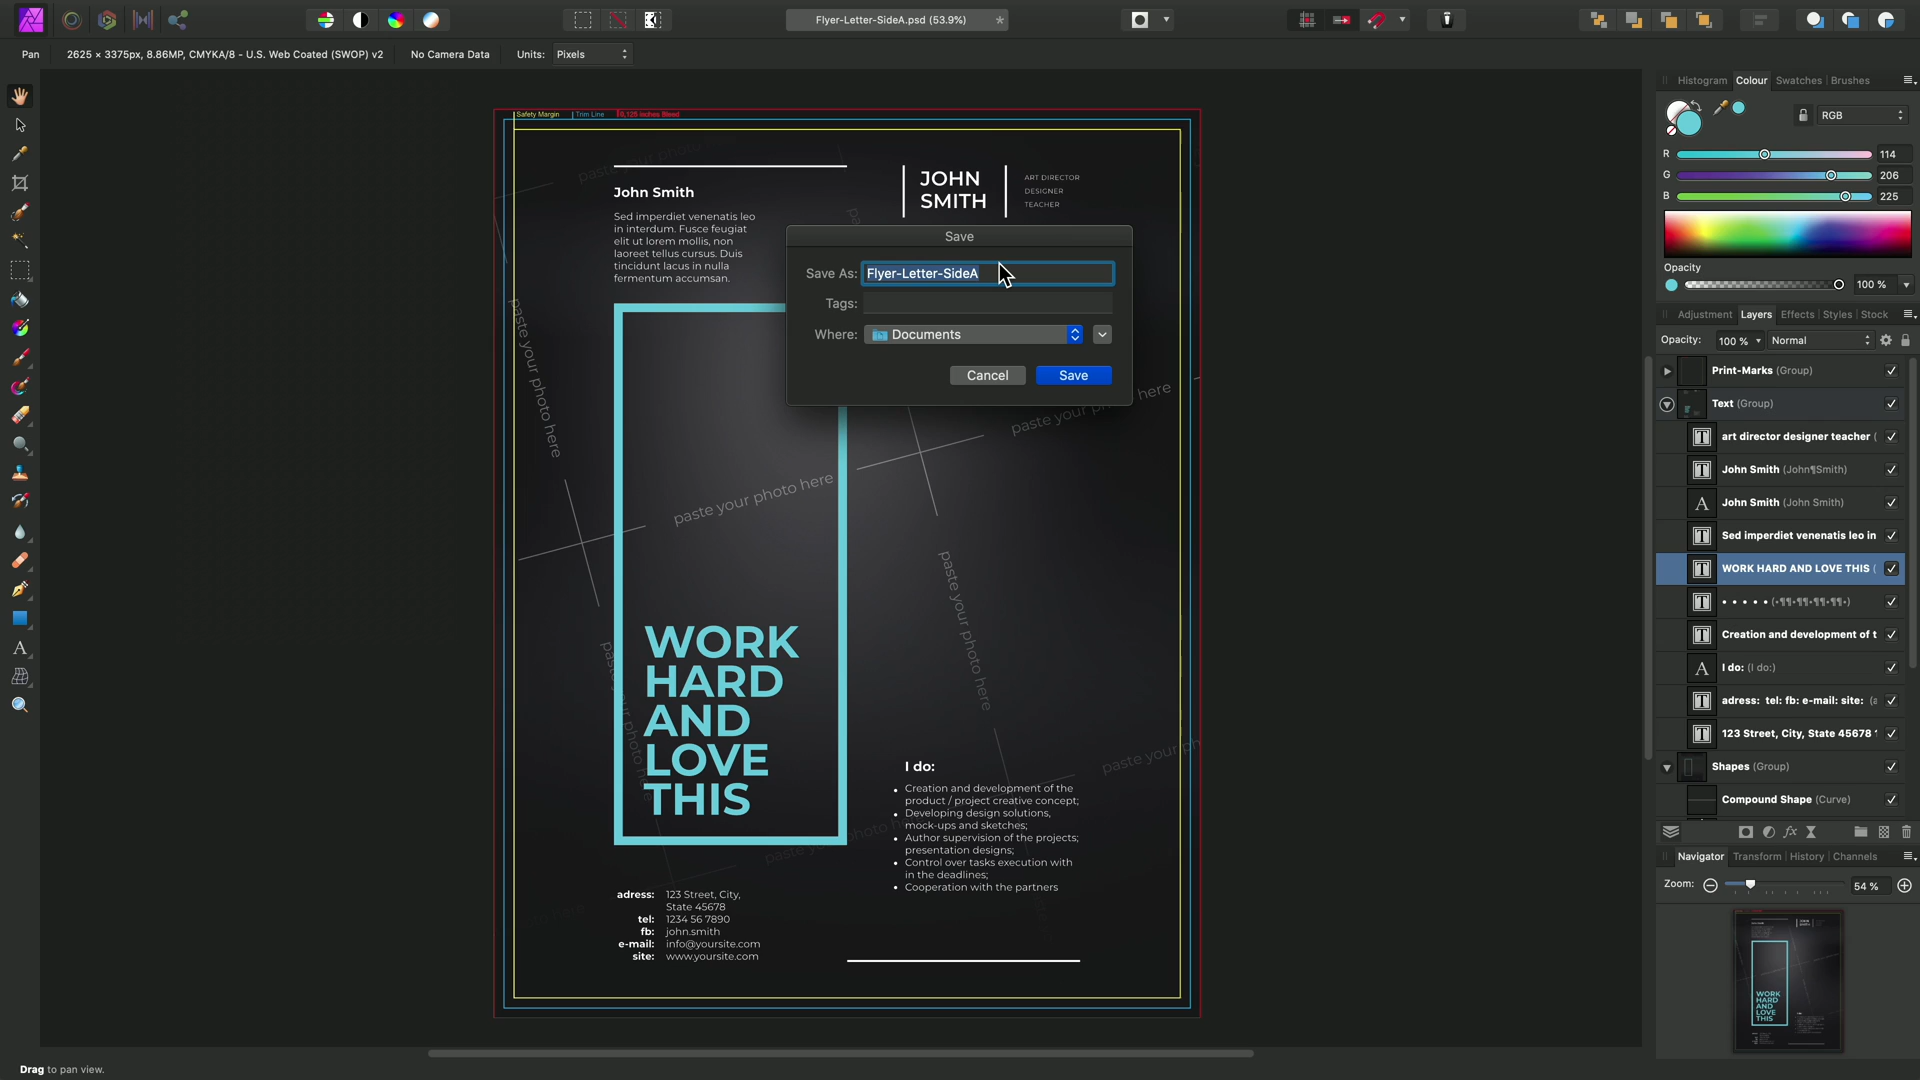 Flyer-Letter-SideA.psd (53.9%)
Pan
2625 × 3375px, 8.86MP, CMYKA/8 - U.S. Web Coated (SWOP) v2
No Camera Data
Units: Pixels
Histogram
Colour
Swatches
Brushes
RGB
R 114
G 206
B 225
Opacity
100 %
Adjustment
Layers
Effects
Styles
Stock
Opacity: 100 % Normal
Print-Marks (Group)
Text (Group)
art director designer teacher (
John Smith (John¶Smith)
John Smith (John Smith)
Sed imperdiet venenatis leo in
WORK HARD AND LOVE THIS (
• • • • • (•¶¶•¶¶•¶¶•¶¶•)
Creation and development of t
I do: (I do:)
adress: tel: fb: e-mail: site: (a
123 Street, City, State 45678
Shapes (Group)
Compound Shape (Curve)
fx
Navigator
Transform
History
Channels
Zoom: 54 %
Safety Margin
Trim Line
0,125 inches Bleed
John Smith
Sed imperdiet venenatis leo
in interdum. Fusce feugiat
elit ut lorem mollis, non
laoreet tellus cursus. Duis
tincidunt lacus in nulla
fermentum accumsan.
JOHN
SMITH
ART DIRECTOR
DESIGNER
TEACHER
Save
Save As: Flyer-Letter-SideA
Tags:
Where: Documents
Cancel
Save
paste your photo here
paste your photo here
paste your photo here
paste your photo here
WORK
HARD
AND
LOVE
THIS
I do:
• Creation and development of the
product / project creative concept;
• Developing design solutions,
mock-ups and sketches;
• Author supervision of the projects;
presentation designs;
• Control over tasks execution with
in the deadlines;
• Cooperation with the partners
adress: 123 Street, City,
State 45678
tel: 1234 56 7890
fb: john.smith
e-mail: info@yoursite.com
site: www.yoursite.com
WORK
HARD
AND
LOVE
THIS
Drag to pan view.